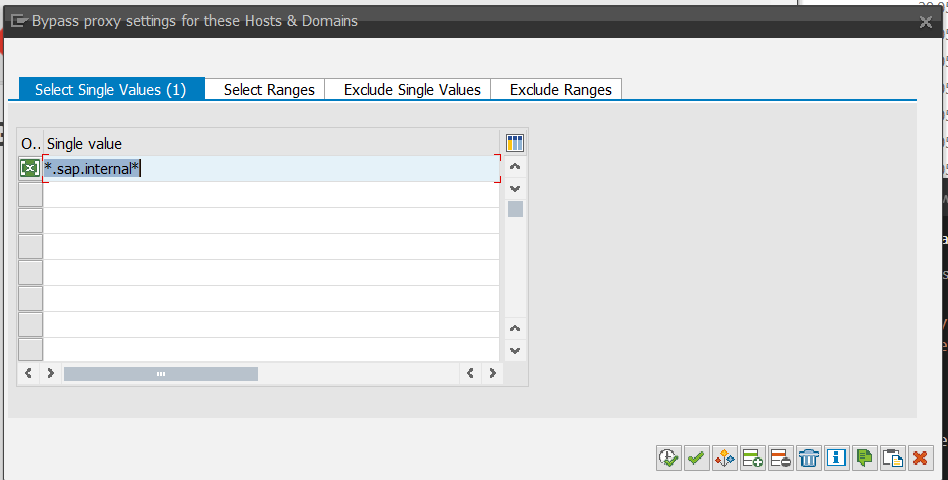 Bypass proxy settings for these Hosts & Domains
Select Single Values (1) Select Ranges Exclude Single Values Exclude Ranges
O.. Single value
*.sap.internal*